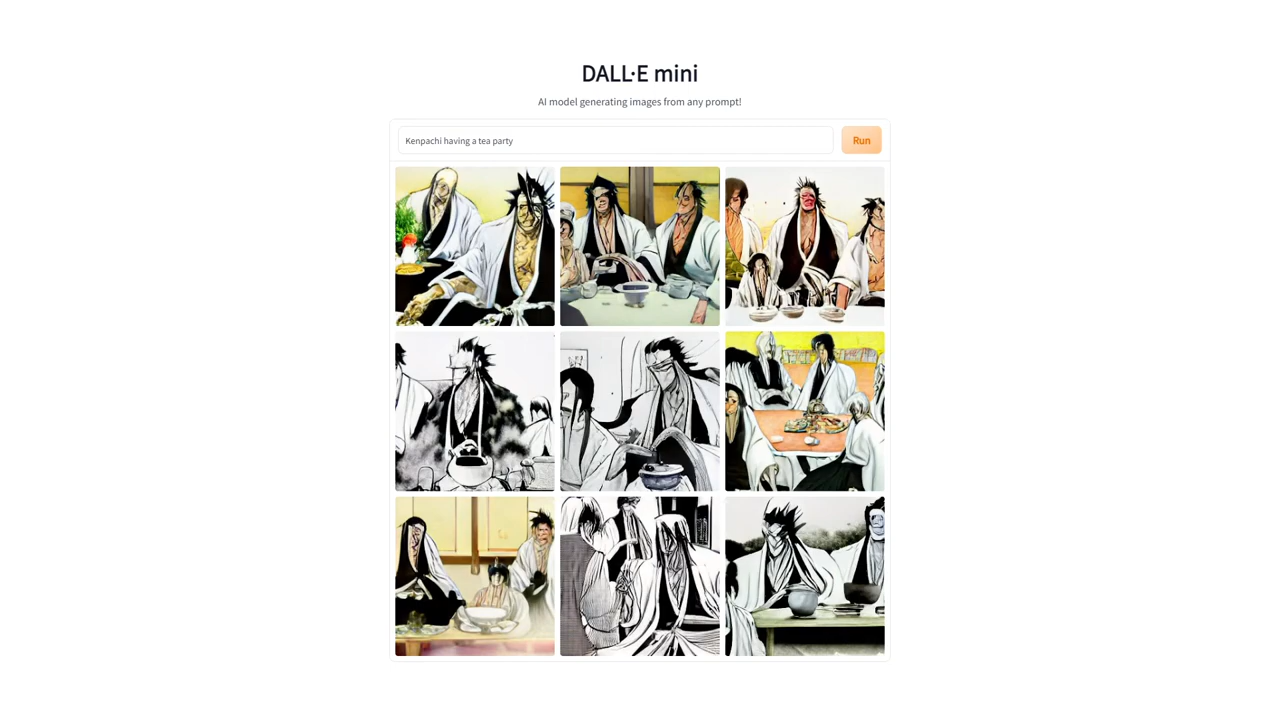 DALL·E mini
AI model generating images from any prompt!
Kenpachi having a tea party
Run